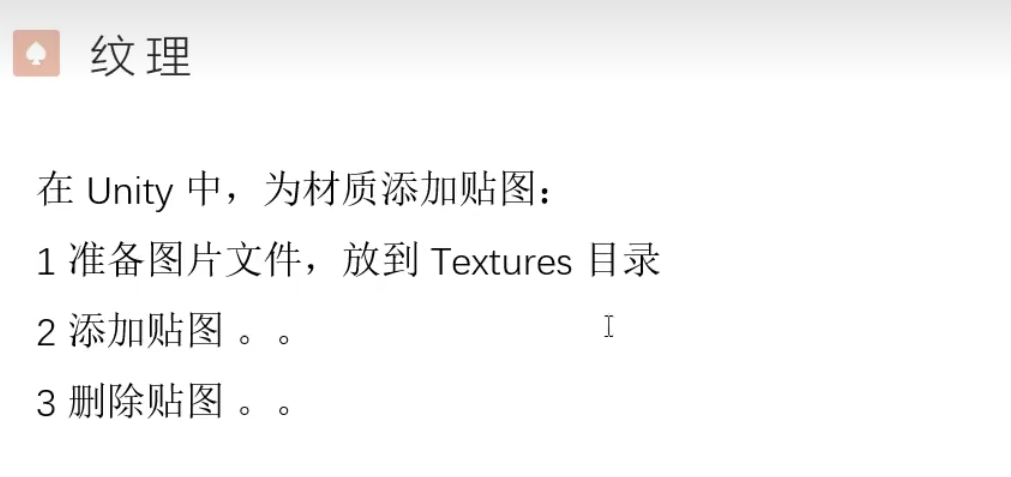 纹理
在 Unity 中，为材质添加贴图：
1 准备图片文件，放到 Textures 目录
2 添加贴图 。。
3 删除贴图 。。